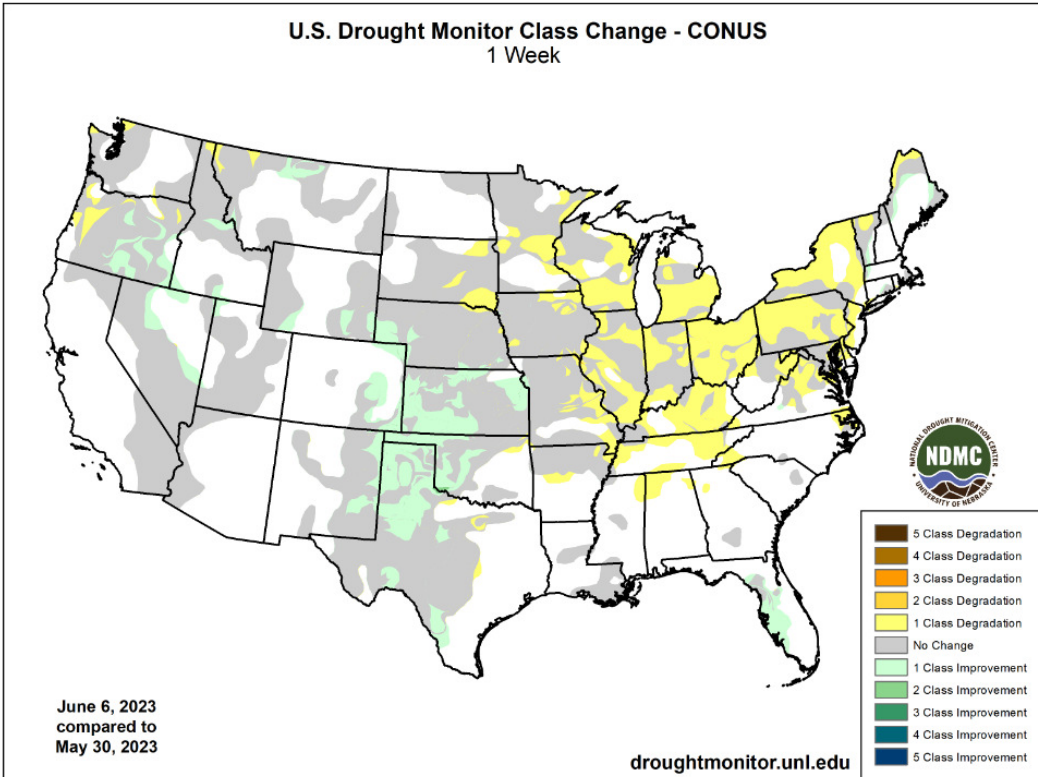 U.S. Drought Monitor Class Change - CONUS
1 Week
NATIONAL DROUGHT MITIGATION CENTER
NDMC
UNIVERSITY OF NEBRASKA
5 Class Degradation
4 Class Degradation
3 Class Degradation
2 Class Degradation
1 Class Degradation
No Change
1 Class Improvement
2 Class Improvement
3 Class Improvement
4 Class Improvement
5 Class Improvement
June 6, 2023
compared to
May 30, 2023
droughtmonitor.unl.edu